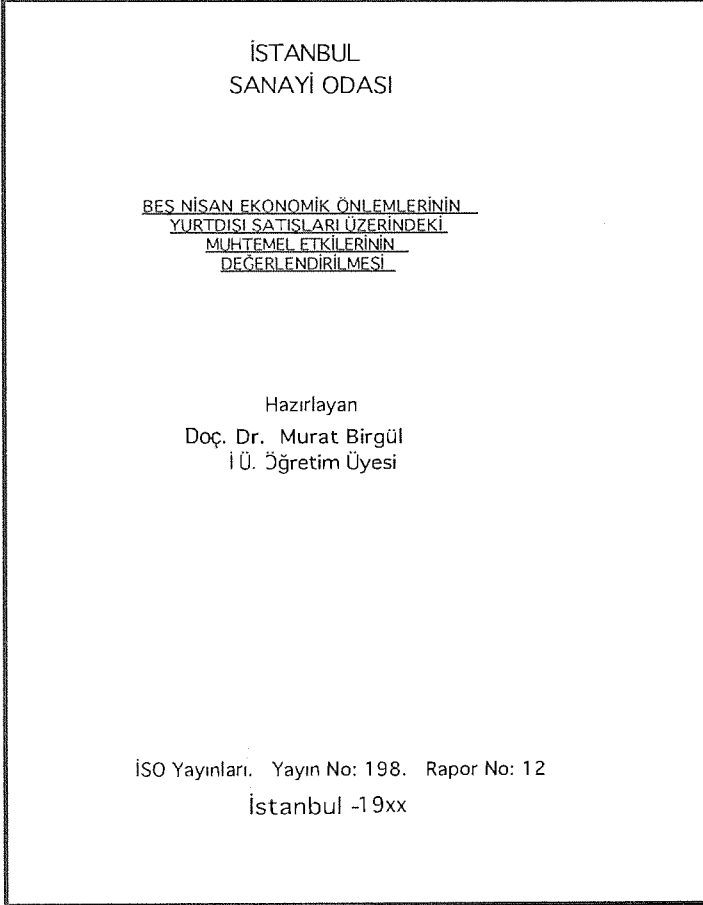 İSTANBUL
SANAYİ ODASI
BEŞ NİSAN EKONOMİK ÖNLEMLERİNİN
YURTDIŞI SATIŞLARI ÜZERİNDEKİ
MUHTEMEL ETKİLERİNİN
DEĞERLENDİRİLMESİ
Hazırlayan
Doç. Dr. Murat Birgül
İ Ü. Öğretim Üyesi
İSO Yayınları. Yayın No: 198. Rapor No: 12
İstanbul -19xx